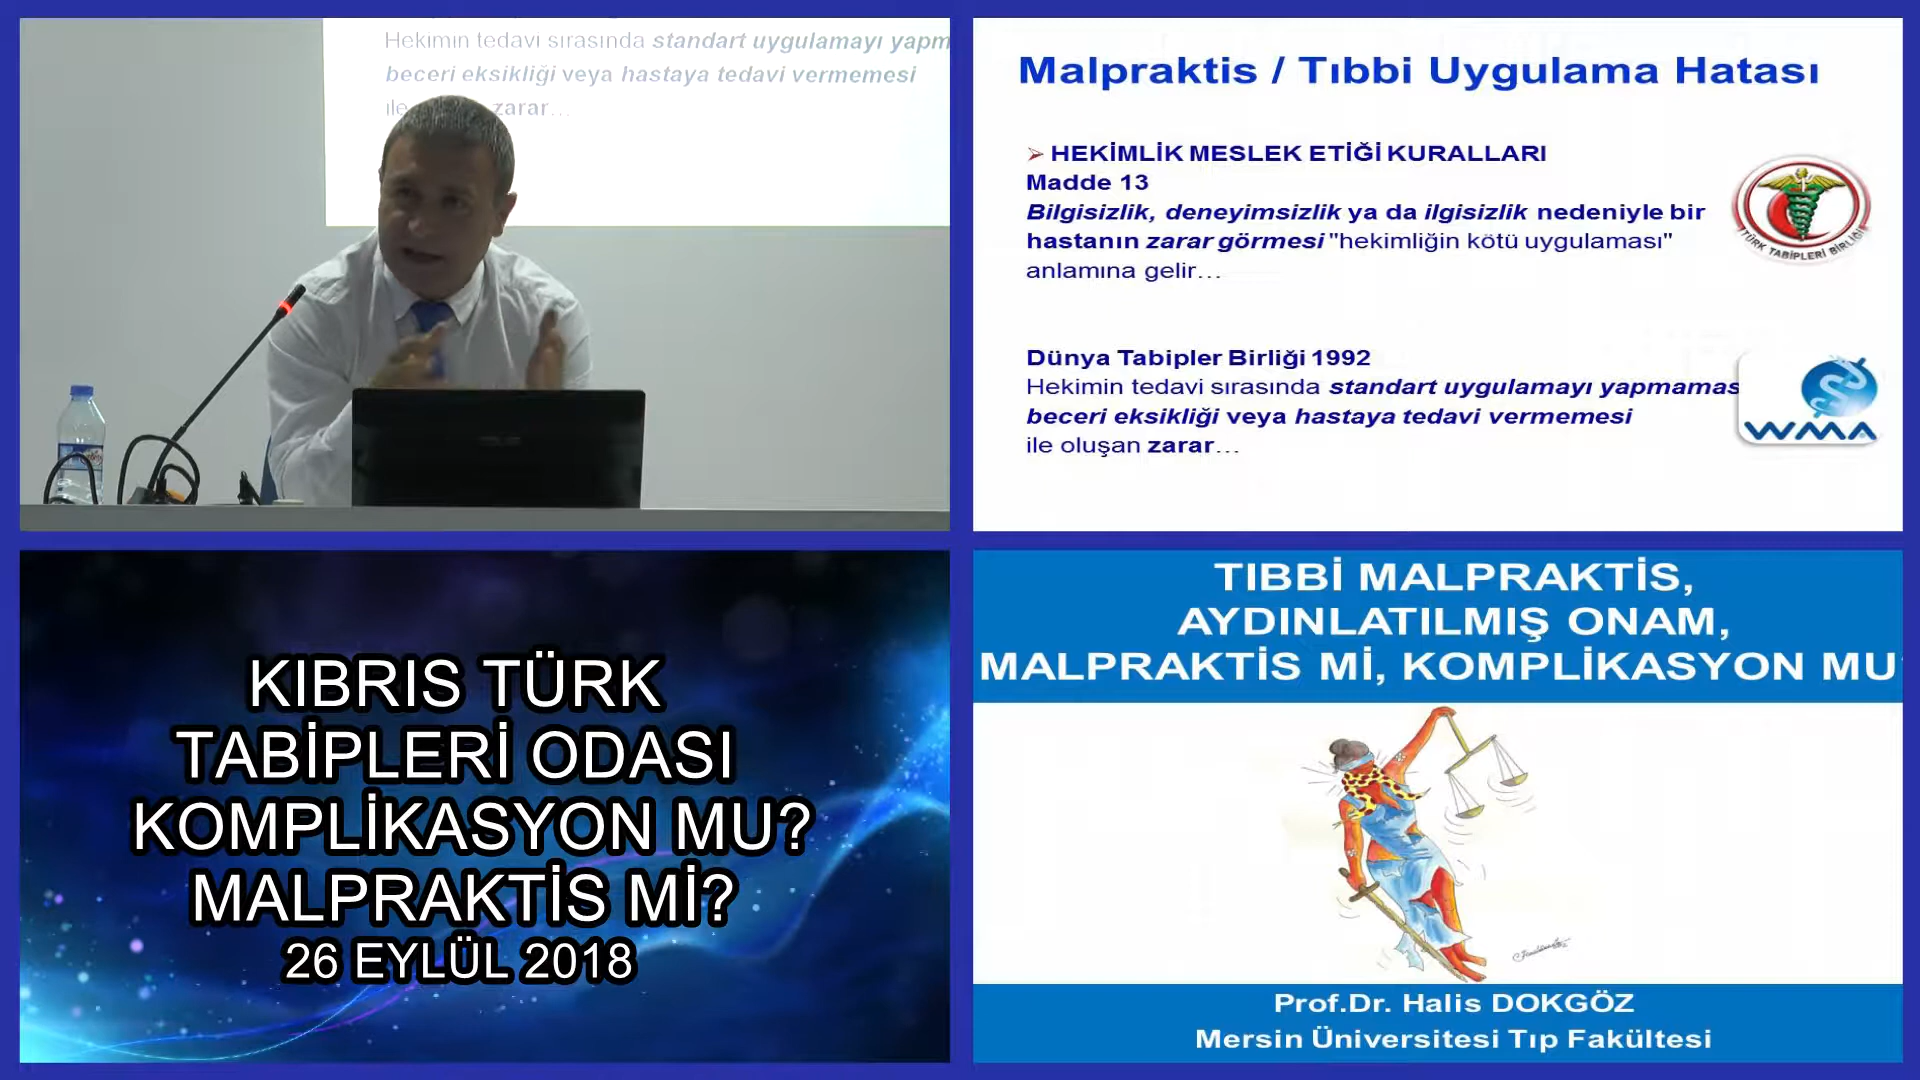 Hekimin tedavi sırasında standart uygulamayı yapm
beceri eksikliği veya hastaya tedavi vermemesi
ile zarar…
Malpraktis / Tıbbi Uygulama Hatası
HEKİMLİK MESLEK ETİĞİ KURALLARI
Madde 13
Bilgisizlik, deneyimsizlik ya da ilgisizlik nedeniyle bir
hastanın zarar görmesi "hekimliğin kötü uygulaması"
anlamına gelir…
TÜRK TABİPLERİ BİRLİĞİ
Dünya Tabipler Birliği 1992
Hekimin tedavi sırasında standart uygulamayı yapmamas
beceri eksikliği veya hastaya tedavi vermemesi
ile oluşan zarar…
WMA
KIBRIS TÜRK
TABİPLERİ ODASI
KOMPLİKASYON MU?
MALPRAKTİS Mİ?
26 EYLÜL 2018
TIBBİ MALPRAKTİS,
AYDINLATILMIŞ ONAM,
MALPRAKTİS Mİ, KOMPLİKASYON MU
Prof.Dr. Halis DOKGÖZ
Mersin Üniversitesi Tıp Fakültesi